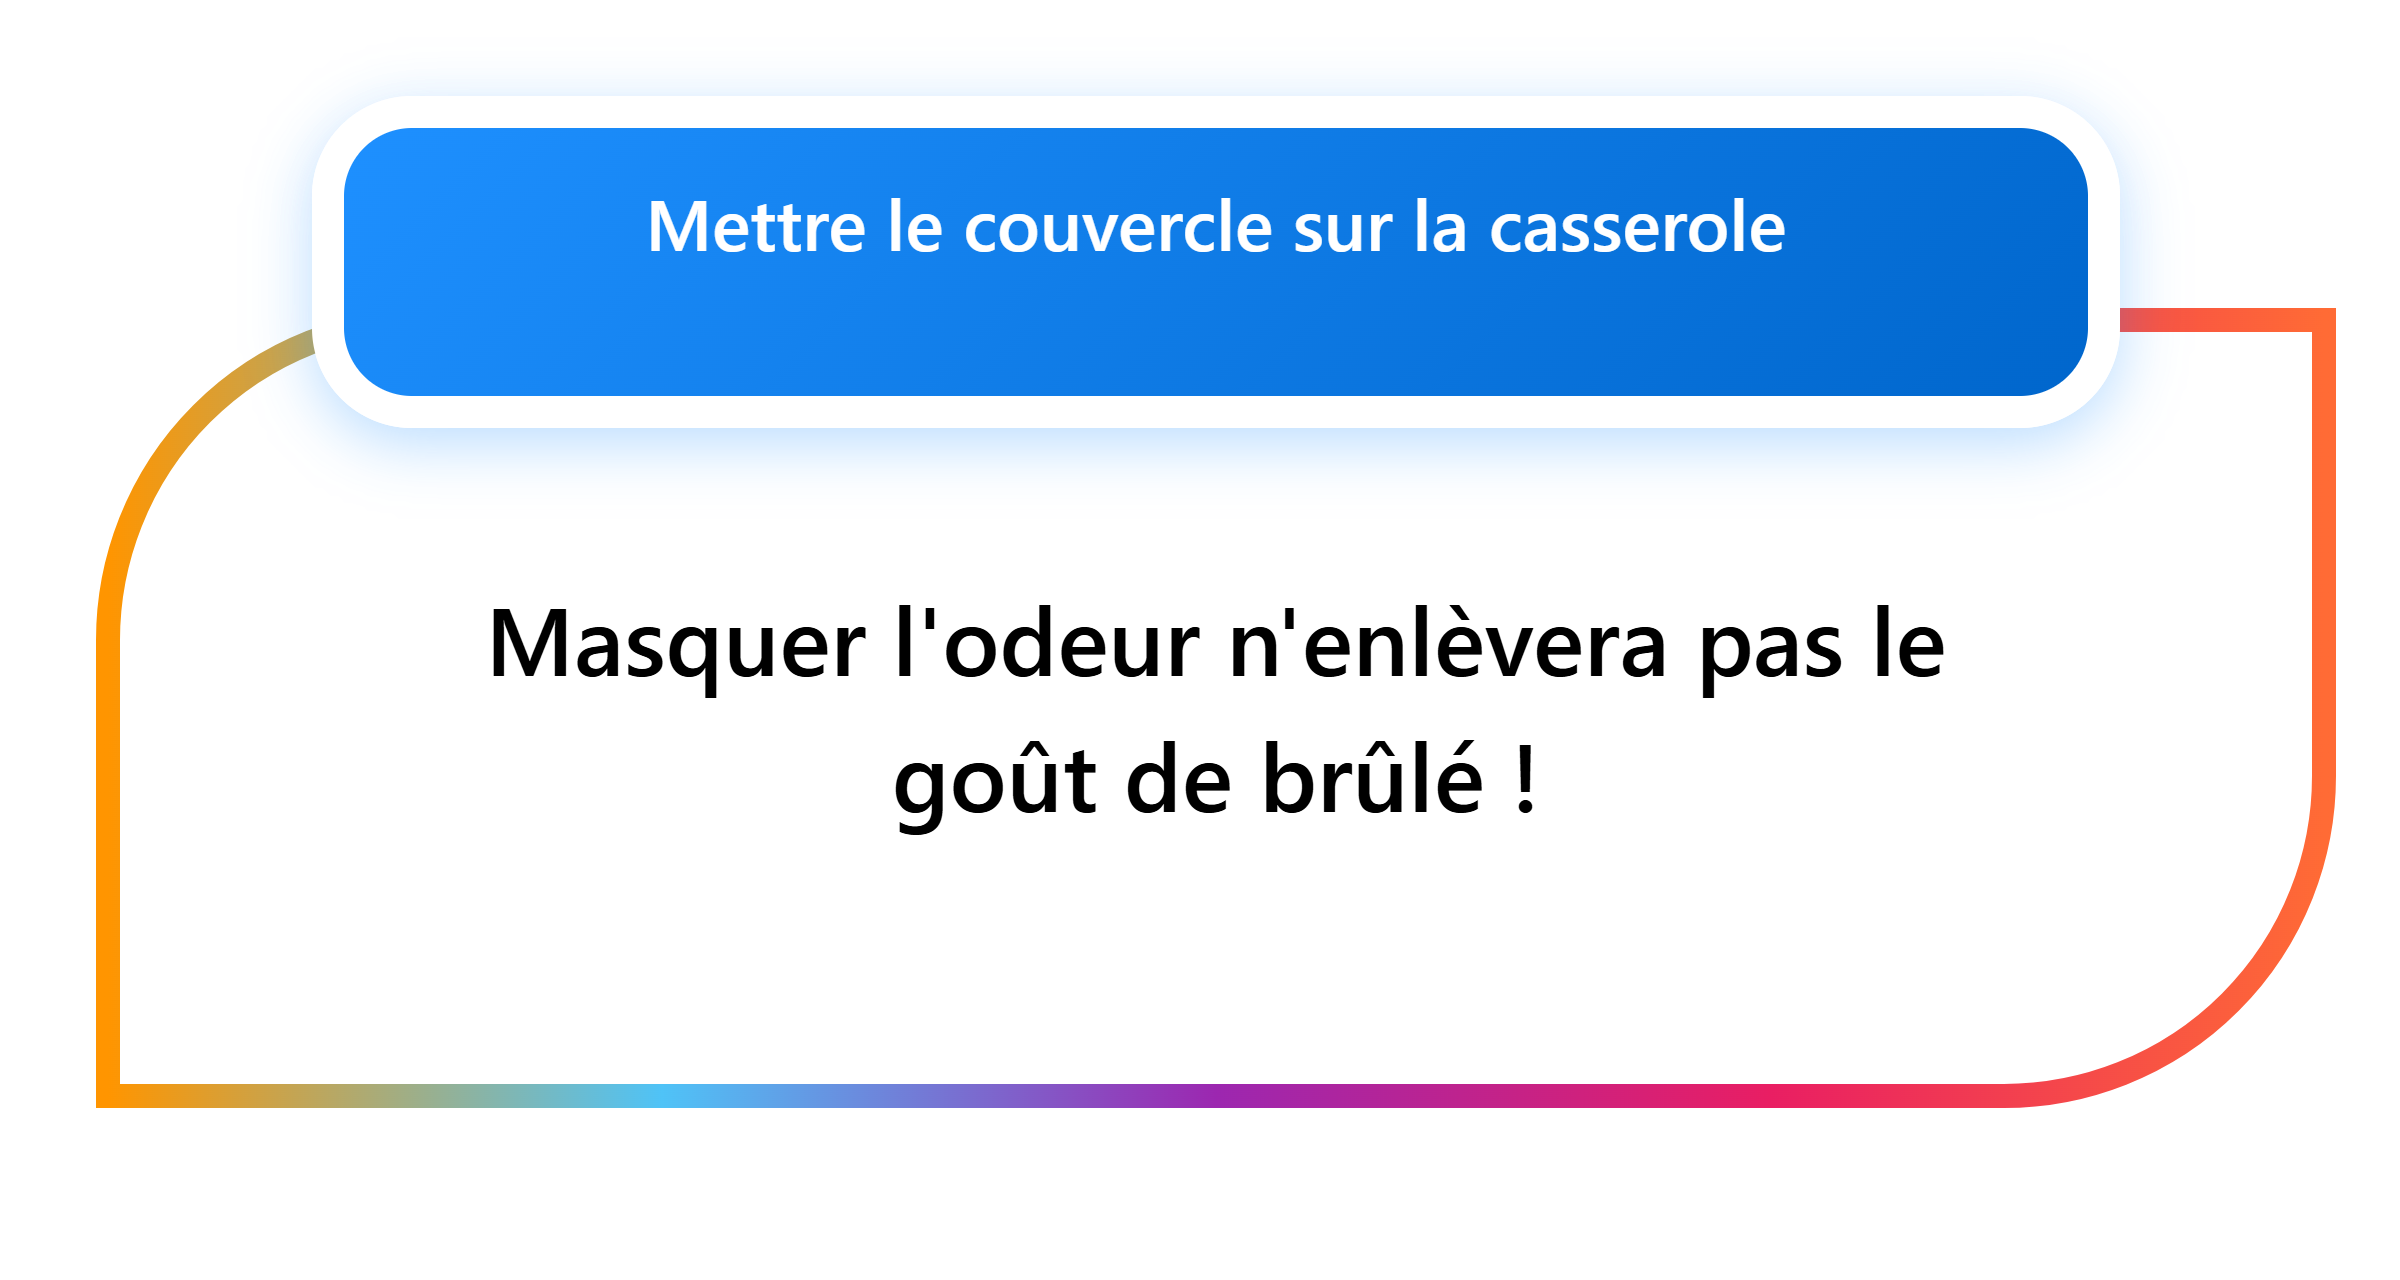 Mettre le couvercle sur la casserole
Masquer l'odeur n'enlèvera pas le
goût de brûlé !